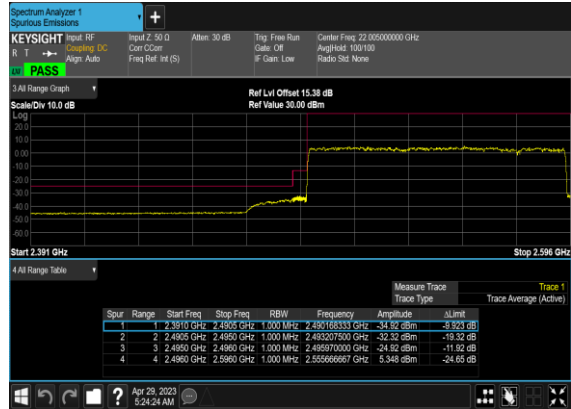 Spectrum Analyzer 1
Spurious Emissions
KEYSIGHT Input: RF Input Z: 50 Ω Atten: 30 dB Trig: Free Run Center Freq: 22.005000000 GHz
R T Coupling: DC Corr CCorr Gate: Off Avg|Hold: 100/100
Align: Auto Freq Ref: Int (S) IF Gain: Low Radio Std: None
PASS
3 All Range Graph
Ref Lvl Offset 15.38 dB
Scale/Div 10.0 dB Ref Value 30.00 dBm
Log
20.0
10.0
0.00
-10.0
-20.0
-30.0
-40.0
-50.0
-60.0
Start 2.391 GHz Stop 2.596 GHz
4 All Range Table
Measure Trace Trace 1
Trace Type Trace Average (Active)
Spur Range Start Freq Stop Freq RBW Frequency Amplitude ΔLimit
1 1 2.3910 GHz 2.4905 GHz 1.000 MHz 2.490168333 GHz -34.92 dBm -9.923 dB
2 2 2.4905 GHz 2.4950 GHz 1.000 MHz 2.493207500 GHz -32.32 dBm -19.32 dB
3 3 2.4950 GHz 2.4960 GHz 1.000 MHz 2.495970000 GHz -24.92 dBm -11.92 dB
4 4 2.4960 GHz 2.5960 GHz 1.000 MHz 2.555666667 GHz 5.348 dBm -24.65 dB
Apr 29, 2023
5:24:24 AM